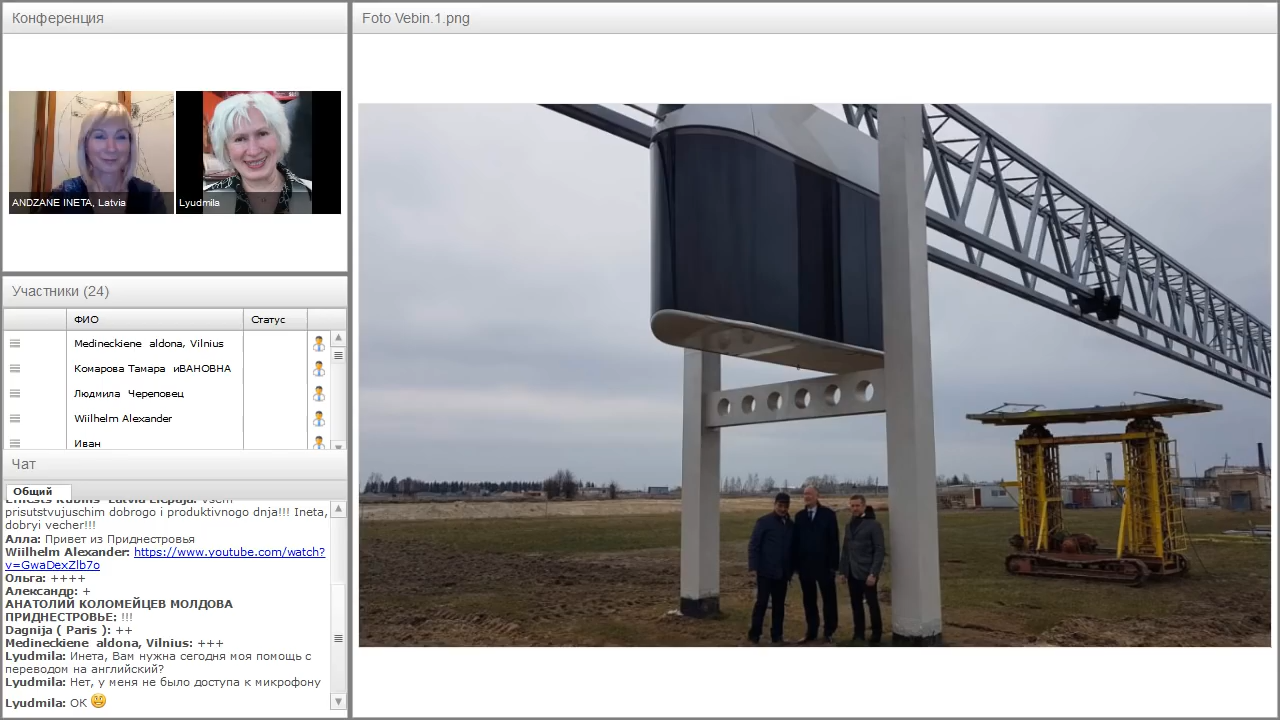 Конференция
ANDZANE INETA, Latvia
Lyudmila
Участники (24)
ФИО
Статус
Medineckiene aldona, Vilnius
Комарова Тамара иВАНОВНА
Людмила Череповец
Wiilhelm Alexander
Иван
Чат
Общий
prisutstvujuschim dobrogo i produktivnogo dnja!!! Ineta,
dobryi vecher!!!
Алла: Привет из Приднестровья
Wiilhelm Alexander: https://www.youtube.com/watch?
v=GwaDexZlb7o
Ольга: ++++
Александр: +
АНАТОЛИЙ КОЛОМЕЙЦЕВ МОЛДОВА
ПРИДНЕСТРОВЬЕ: !!!
Dagnija ( Paris ): ++
Medineckiene aldona, Vilnius: +++
Lyudmila: Инета, Вам нужна сегодня моя помощь с
переводом на английский?
Lyudmila: Нет, у меня не было доступа к микрофону
Lyudmila: ОК
Foto Vebin.1.png